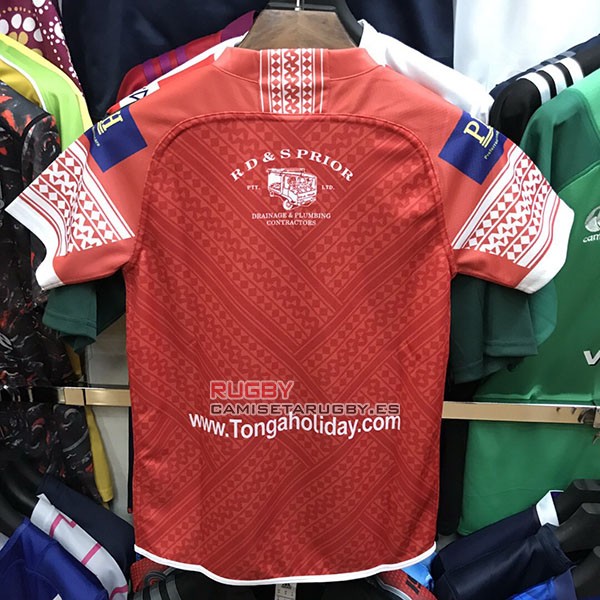 R D & S PRIOR
PTY. LTD.
DRAINAGE & PLUMBING
CONTRACTORS
RUGBY
CAMISETARUGBY.ES
www.Tongaholiday.com